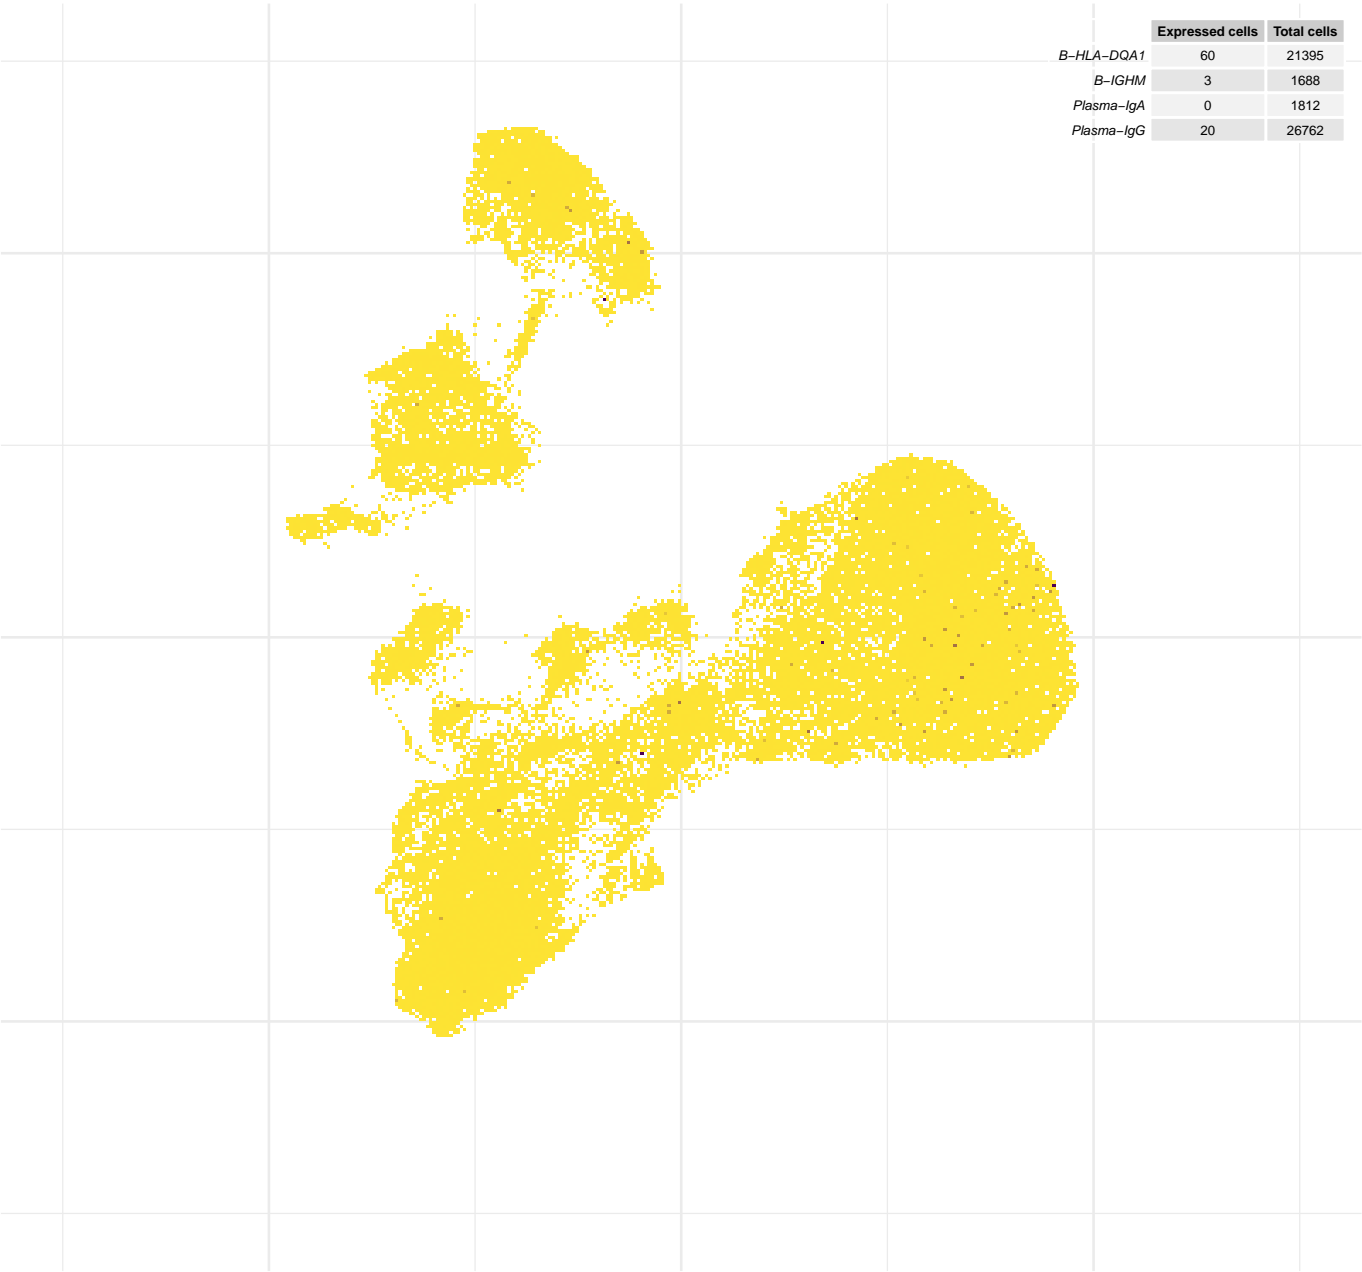 Expressed cells Total cells
B−HLA−DQA1 60 21395
B−IGHM 3 1688
Plasma−IgA 0 1812
Plasma−IgG 20 26762